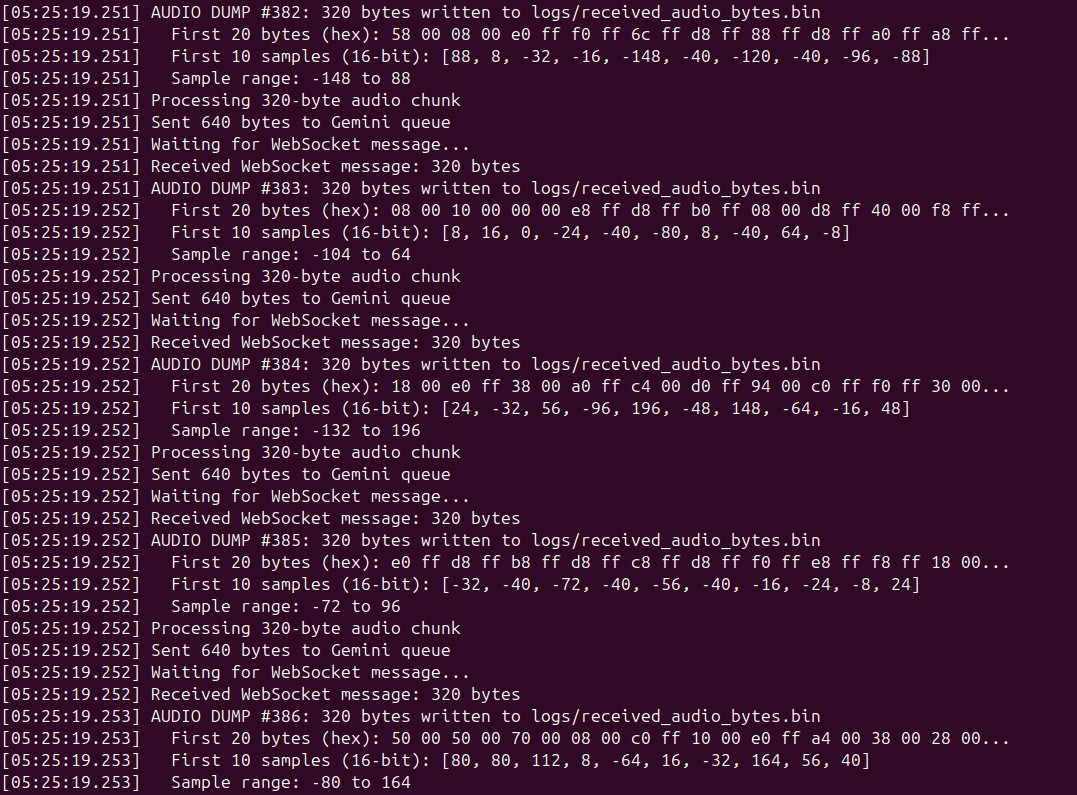 [05:25:19.251] AUDIO DUMP #382: 320 bytes written to logs/received_audio_bytes.bin
[05:25:19.251]   First 20 bytes (hex): 58 00 08 00 e0 ff f0 ff 6c ff d8 ff 88 ff d8 ff a0 ff a8 ff...
[05:25:19.251]   First 10 samples (16-bit): [88, 8, -32, -16, -148, -40, -120, -40, -96, -88]
[05:25:19.251]   Sample range: -148 to 88
[05:25:19.251] Processing 320-byte audio chunk
[05:25:19.251] Sent 640 bytes to Gemini queue
[05:25:19.251] Waiting for WebSocket message...
[05:25:19.251] Received WebSocket message: 320 bytes
[05:25:19.251] AUDIO DUMP #383: 320 bytes written to logs/received_audio_bytes.bin
[05:25:19.252]   First 20 bytes (hex): 08 00 10 00 00 00 e8 ff d8 ff b0 ff 08 00 d8 ff 40 00 f8 ff...
[05:25:19.252]   First 10 samples (16-bit): [8, 16, 0, -24, -40, -80, 8, -40, 64, -8]
[05:25:19.252]   Sample range: -104 to 64
[05:25:19.252] Processing 320-byte audio chunk
[05:25:19.252] Sent 640 bytes to Gemini queue
[05:25:19.252] Waiting for WebSocket message...
[05:25:19.252] Received WebSocket message: 320 bytes
[05:25:19.252] AUDIO DUMP #384: 320 bytes written to logs/received_audio_bytes.bin
[05:25:19.252]   First 20 bytes (hex): 18 00 e0 ff 38 00 a0 ff c4 00 d0 ff 94 00 c0 ff f0 ff 30 00...
[05:25:19.252]   First 10 samples (16-bit): [24, -32, 56, -96, 196, -48, 148, -64, -16, 48]
[05:25:19.252]   Sample range: -132 to 196
[05:25:19.252] Processing 320-byte audio chunk
[05:25:19.252] Sent 640 bytes to Gemini queue
[05:25:19.252] Waiting for WebSocket message...
[05:25:19.252] Received WebSocket message: 320 bytes
[05:25:19.252] AUDIO DUMP #385: 320 bytes written to logs/received_audio_bytes.bin
[05:25:19.252]   First 20 bytes (hex): e0 ff d8 ff b8 ff d8 ff c8 ff d8 ff f0 ff e8 ff f8 ff 18 00...
[05:25:19.252]   First 10 samples (16-bit): [-32, -40, -72, -40, -56, -40, -16, -24, -8, 24]
[05:25:19.252]   Sample range: -72 to 96
[05:25:19.252] Processing 320-byte audio chunk
[05:25:19.252] Sent 640 bytes to Gemini queue
[05:25:19.252] Waiting for WebSocket message...
[05:25:19.252] Received WebSocket message: 320 bytes
[05:25:19.253] AUDIO DUMP #386: 320 bytes written to logs/received_audio_bytes.bin
[05:25:19.253]   First 20 bytes (hex): 50 00 50 00 70 00 08 00 c0 ff 10 00 e0 ff a4 00 38 00 28 00...
[05:25:19.253]   First 10 samples (16-bit): [80, 80, 112, 8, -64, 16, -32, 164, 56, 40]
[05:25:19.253]   Sample range: -80 to 164